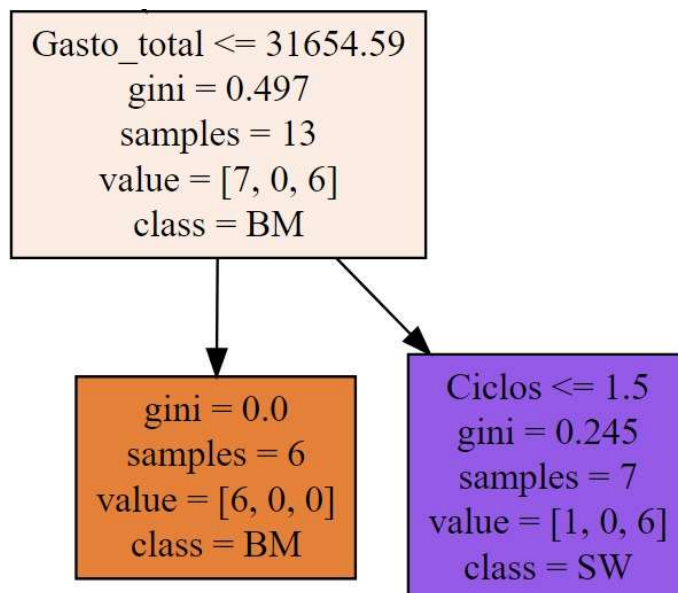 Gasto_total <= 31654.59
gini = 0.497
samples = 13
value = [7, 0, 6]
class = BM
gini = 0.0
samples = 6
value = [6, 0, 0]
class = BM
Ciclos <= 1.5
gini = 0.245
samples = 7
value = [1, 0, 6]
class = SW